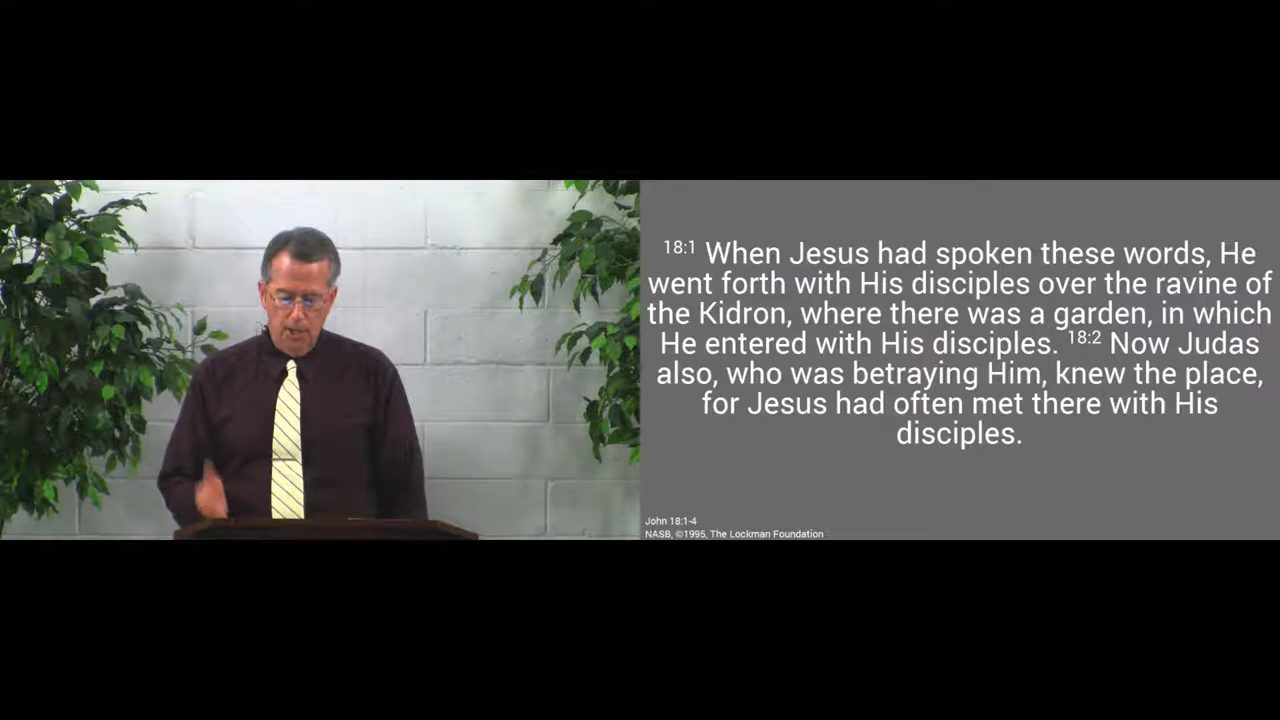 18:1 When Jesus had spoken these words, He
went forth with His disciples over the ravine of
the Kidron, where there was a garden, in which
He entered with His disciples. 18:2 Now Judas
also, who was betraying Him, knew the place,
for Jesus had often met there with His
disciples.
John 18:1-4
NASB, ©1995, The Lockman Foundation